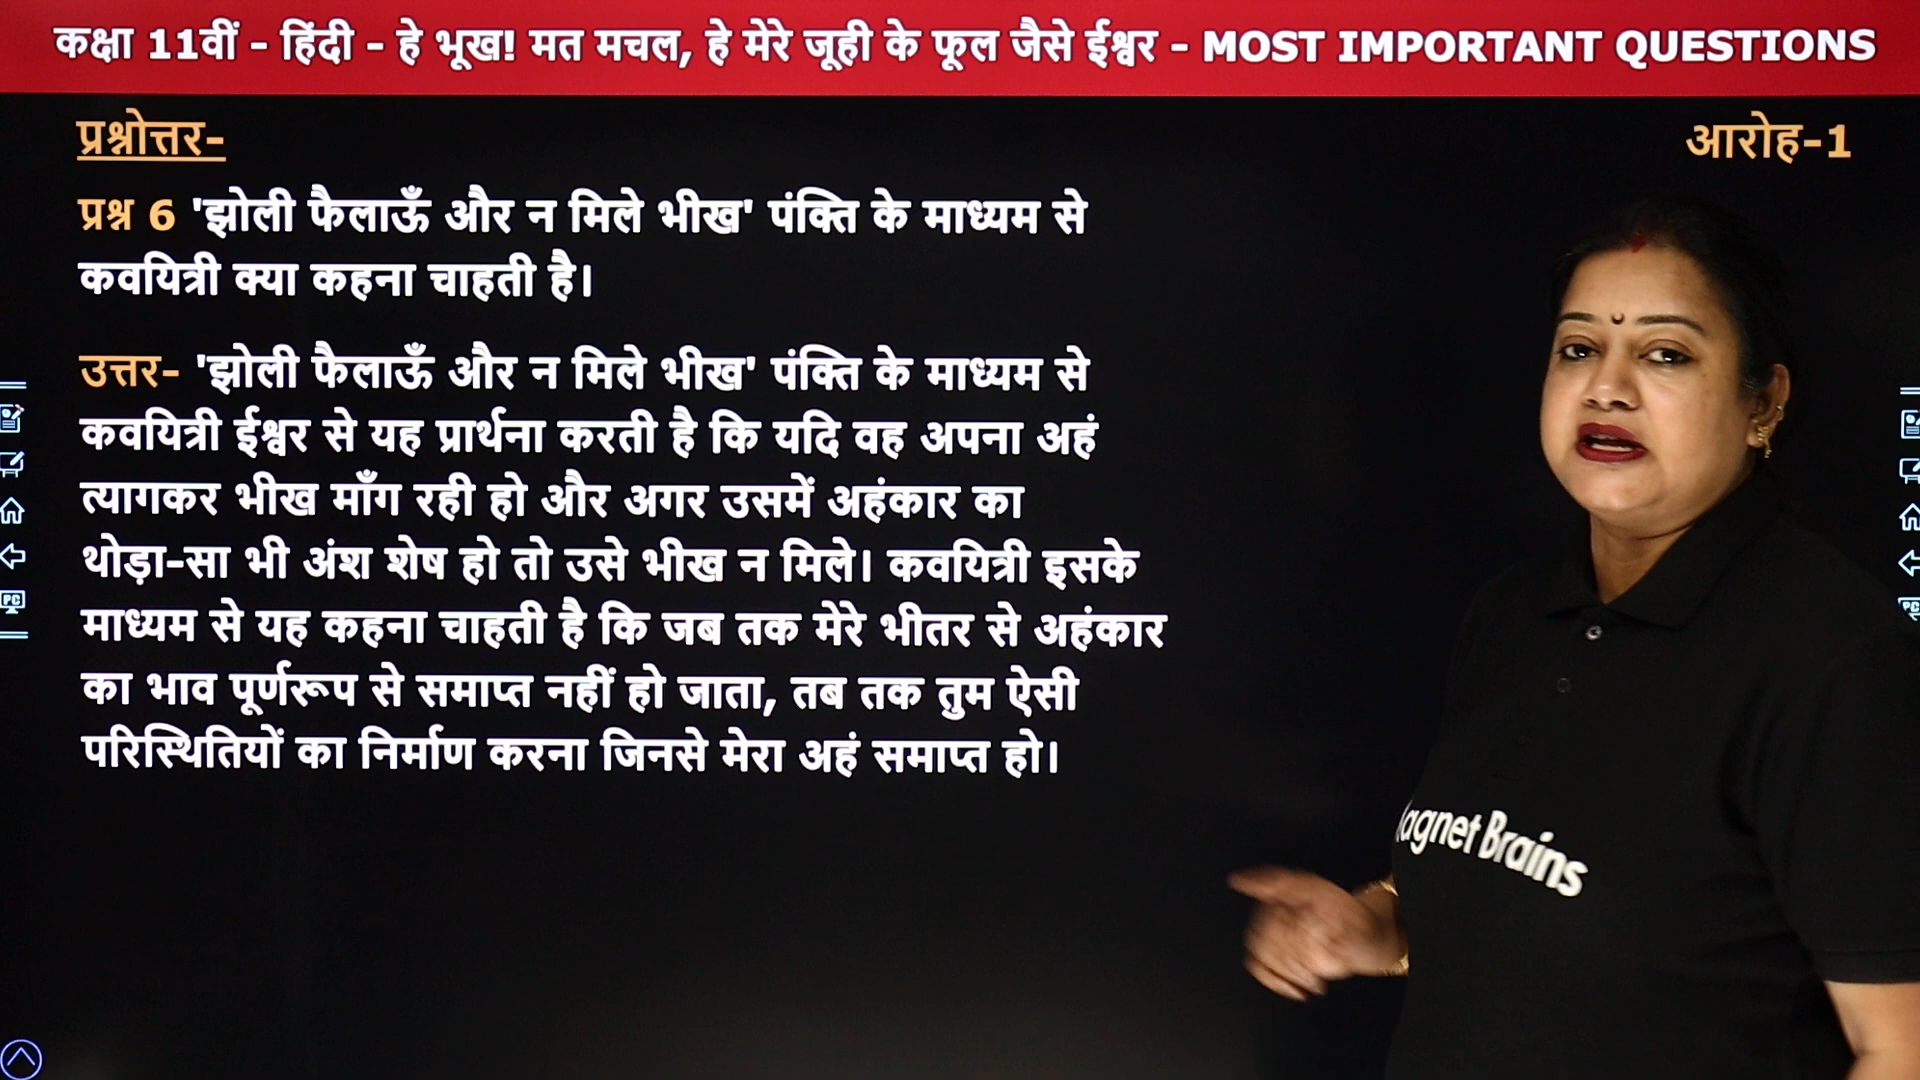 कक्षा 11वीं - हिंदी - हे भूख! मत मचल, हे मेरे जूही के फूल जैसे ईश्वर - MOST IMPORTANT QUESTIONS
प्रश्नोत्तर-
आरोह-1
प्रश्न 6 'झोली फैलाऊँ और न मिले भीख' पंक्ति के माध्यम से
कवयित्री क्या कहना चाहती है।
उत्तर- 'झोली फैलाऊँ और न मिले भीख' पंक्ति के माध्यम से
कवयित्री ईश्वर से यह प्रार्थना करती है कि यदि वह अपना अहं
त्यागकर भीख माँग रही हो और अगर उसमें अहंकार का
थोड़ा-सा भी अंश शेष हो तो उसे भीख न मिले। कवयित्री इसके
माध्यम से यह कहना चाहती है कि जब तक मेरे भीतर से अहंकार
का भाव पूर्णरूप से समाप्त नहीं हो जाता, तब तक तुम ऐसी
परिस्थितियों का निर्माण करना जिनसे मेरा अहं समाप्त हो।
agnet Brains
PC
PC